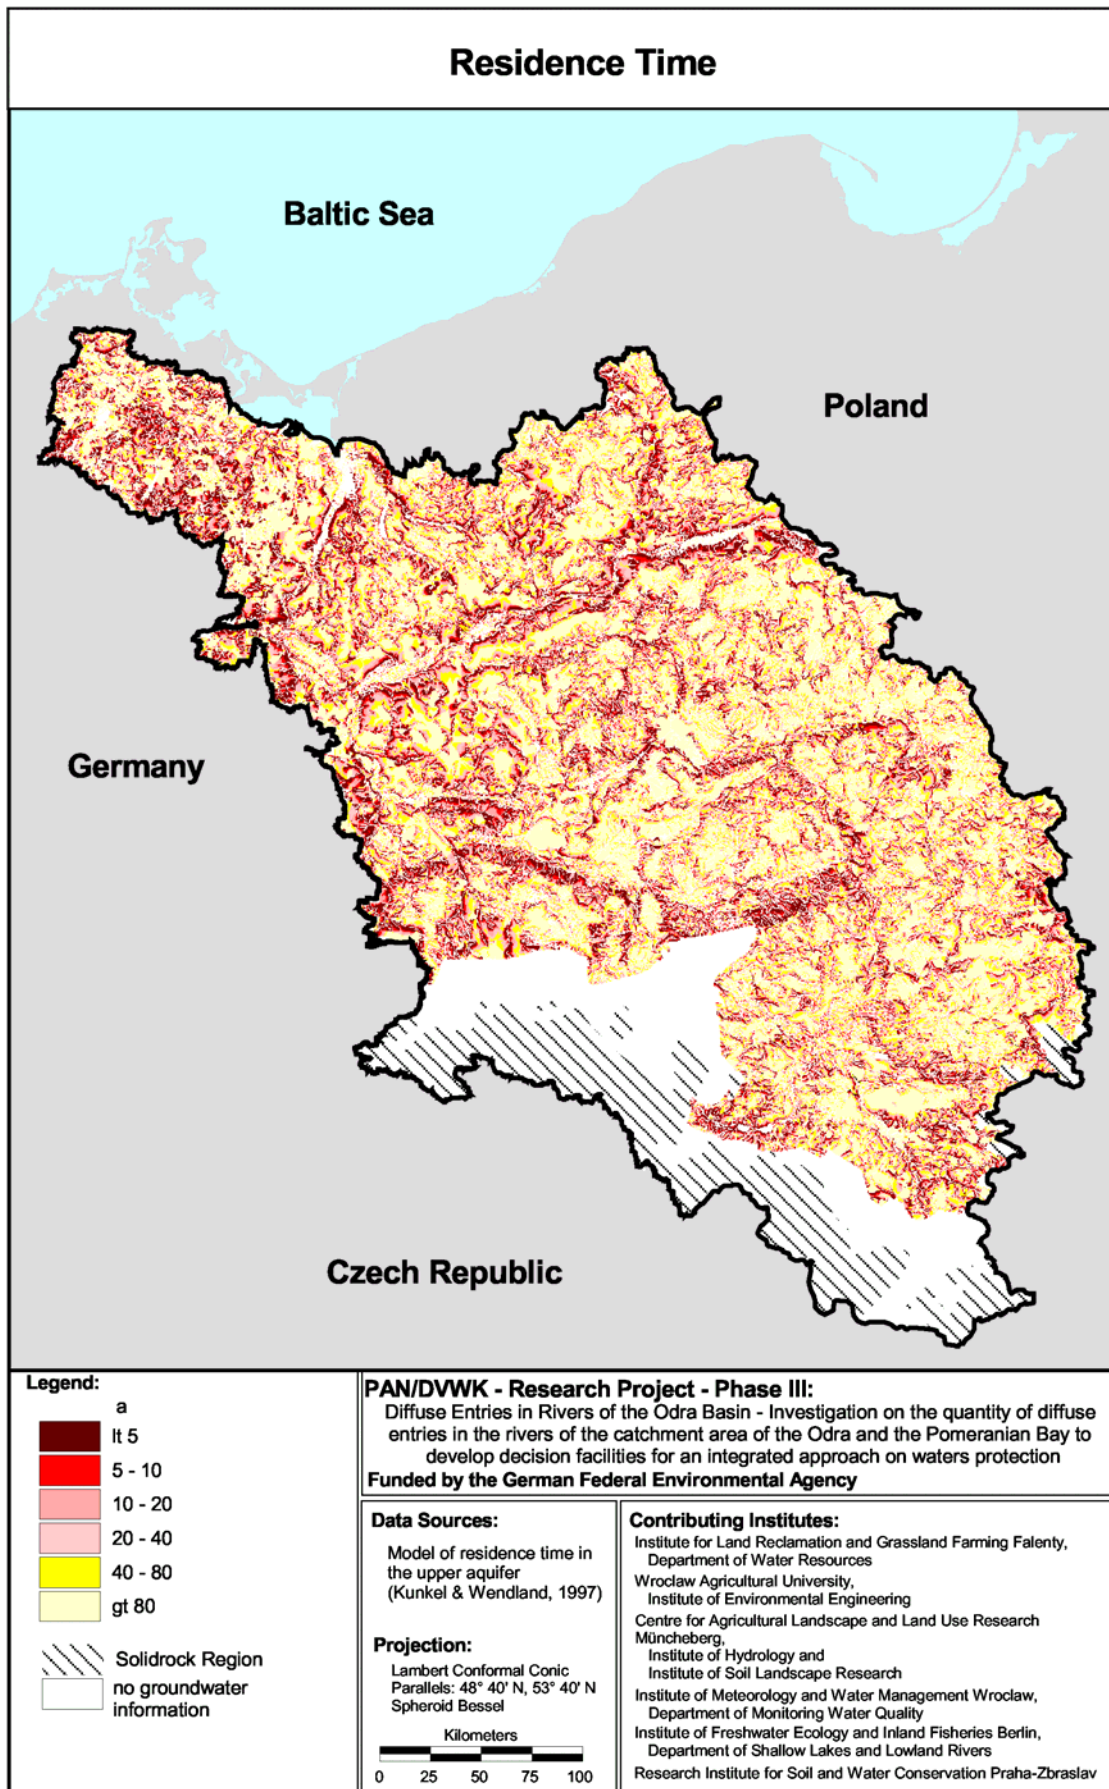 Residence Time
Baltic Sea
Poland
Germany
Czech Republic
Legend:
a
lt 5
5 - 10
10 - 20
20 - 40
40 - 80
gt 80
Solidrock Region
no groundwater
information
PAN/DVWK - Research Project - Phase III:
Diffuse Entries in Rivers of the Odra Basin - Investigation on the quantity of diffuse
entries in the rivers of the catchment area of the Odra and the Pomeranian Bay to
develop decision facilities for an integrated approach on waters protection
Funded by the German Federal Environmental Agency
Data Sources:
Model of residence time in
the upper aquifer
(Kunkel & Wendland, 1997)
Projection:
Lambert Conformal Conic
Parallels: 48° 40' N, 53° 40' N
Spheroid Bessel
Kilometers
0 25 50 75 100
Contributing Institutes:
Institute for Land Reclamation and Grassland Farming Falenty,
Department of Water Resources
Wroclaw Agricultural University,
Institute of Environmental Engineering
Centre for Agricultural Landscape and Land Use Research
Müncheberg,
Institute of Hydrology and
Institute of Soil Landscape Research
Institute of Meteorology and Water Management Wroclaw,
Department of Monitoring Water Quality
Institute of Freshwater Ecology and Inland Fisheries Berlin,
Department of Shallow Lakes and Lowland Rivers
Research Institute for Soil and Water Conservation Praha-Zbraslav